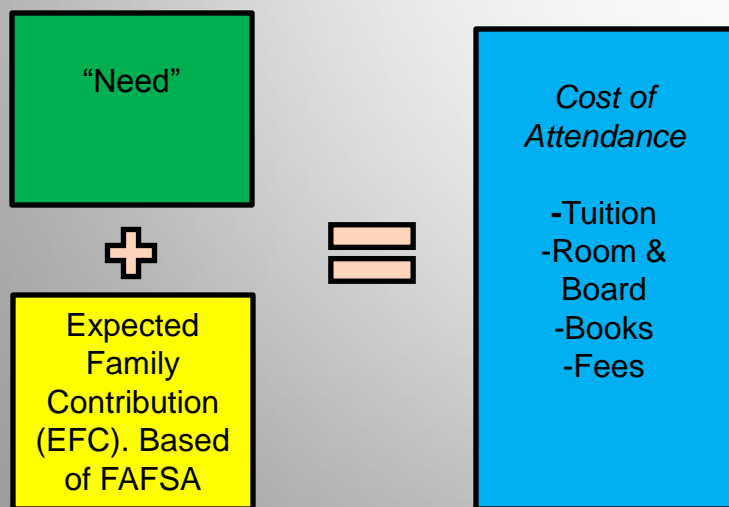 “Need”
Expected
Family
Contribution
(EFC). Based
of FAFSA
Cost of
Attendance
-Tuition
-Room &
Board
-Books
-Fees